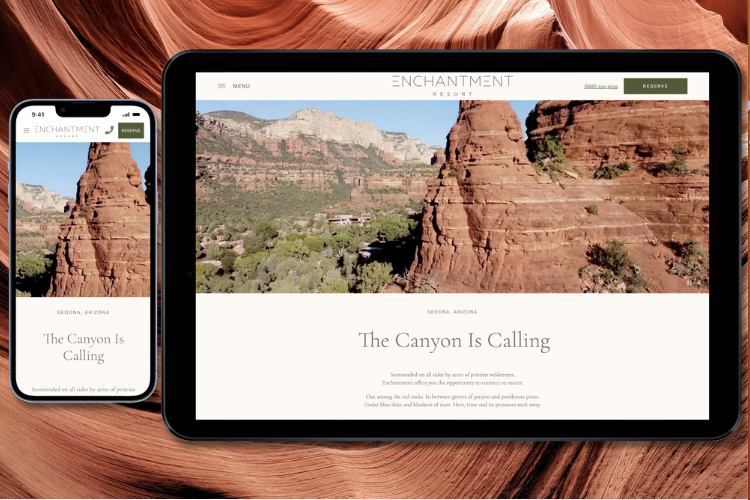 9:41
ENCHANTMENT
RESORT
RESERVE
SEDONA, ARIZONA
The Canyon Is
Calling
Surrounded on all sides by acres of pristine
MENU
ENCHANTMENT
RESORT
RESERVE
SEDONA, ARIZONA
The Canyon Is Calling
Surrounded on all sides by acres of pristine wilderness,
Enchantment offers you the opportunity to connect to nature.
Out among the red rocks. In between groves of pinyon and ponderosa pines.
Under blue skies and blankets of stars. Here, time and its pressures melt away.